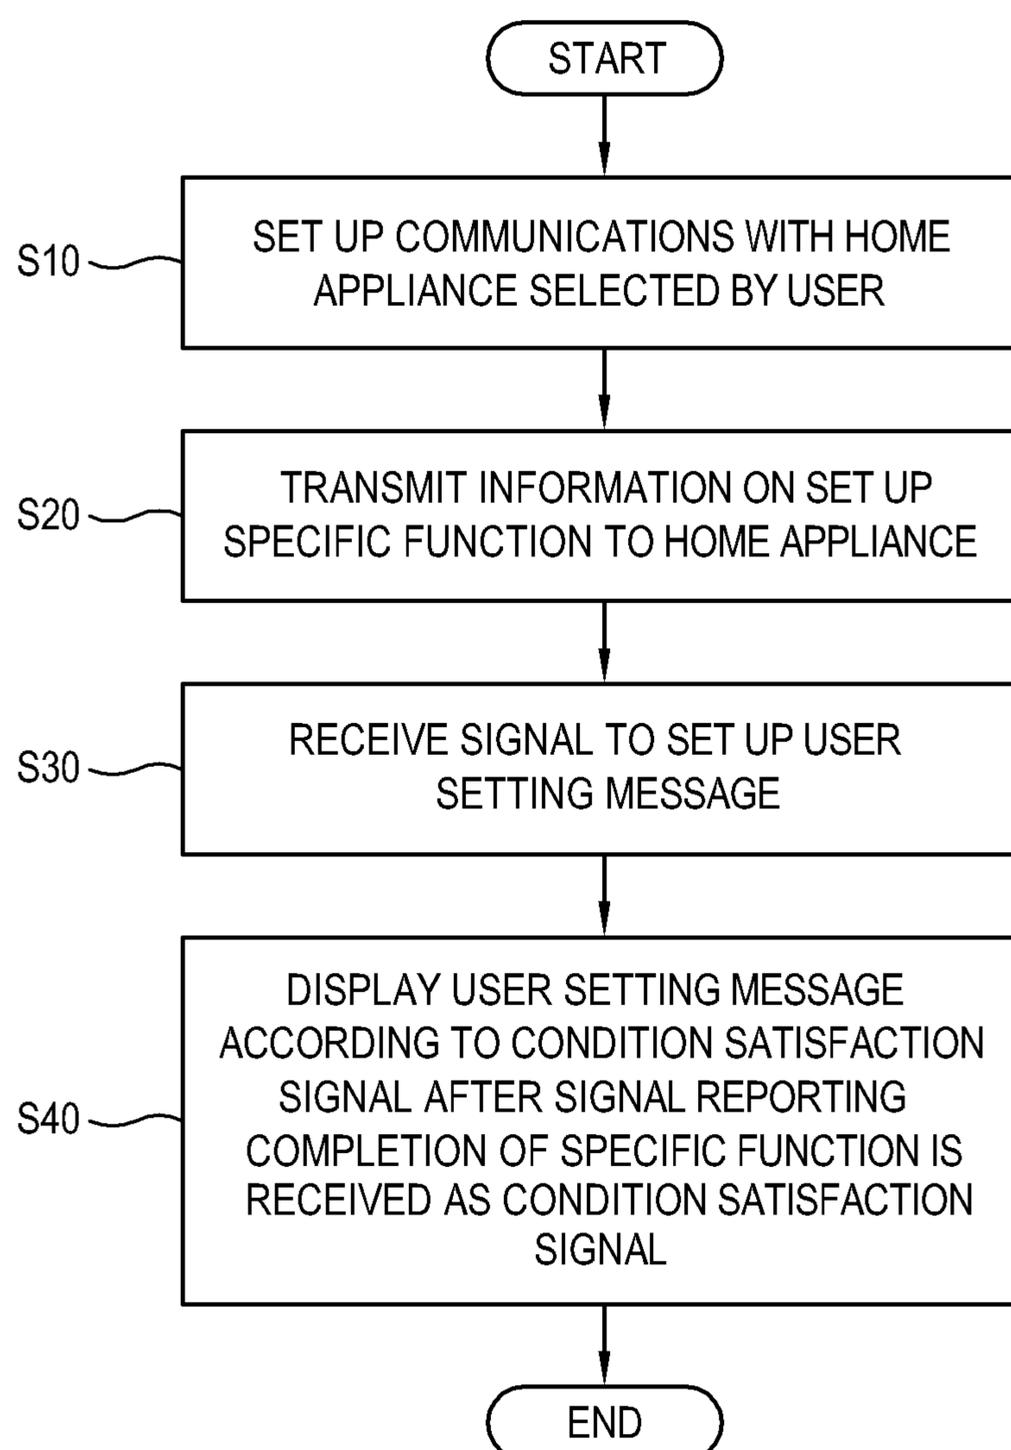 START
S10
SET UP COMMUNICATIONS WITH HOME
APPLIANCE SELECTED BY USER
S20
TRANSMIT INFORMATION ON SET UP
SPECIFIC FUNCTION TO HOME APPLIANCE
S30
RECEIVE SIGNAL TO SET UP USER
SETTING MESSAGE
S40
DISPLAY USER SETTING MESSAGE
ACCORDING TO CONDITION SATISFACTION
SIGNAL AFTER SIGNAL REPORTING
COMPLETION OF SPECIFIC FUNCTION IS
RECEIVED AS CONDITION SATISFACTION
SIGNAL
END